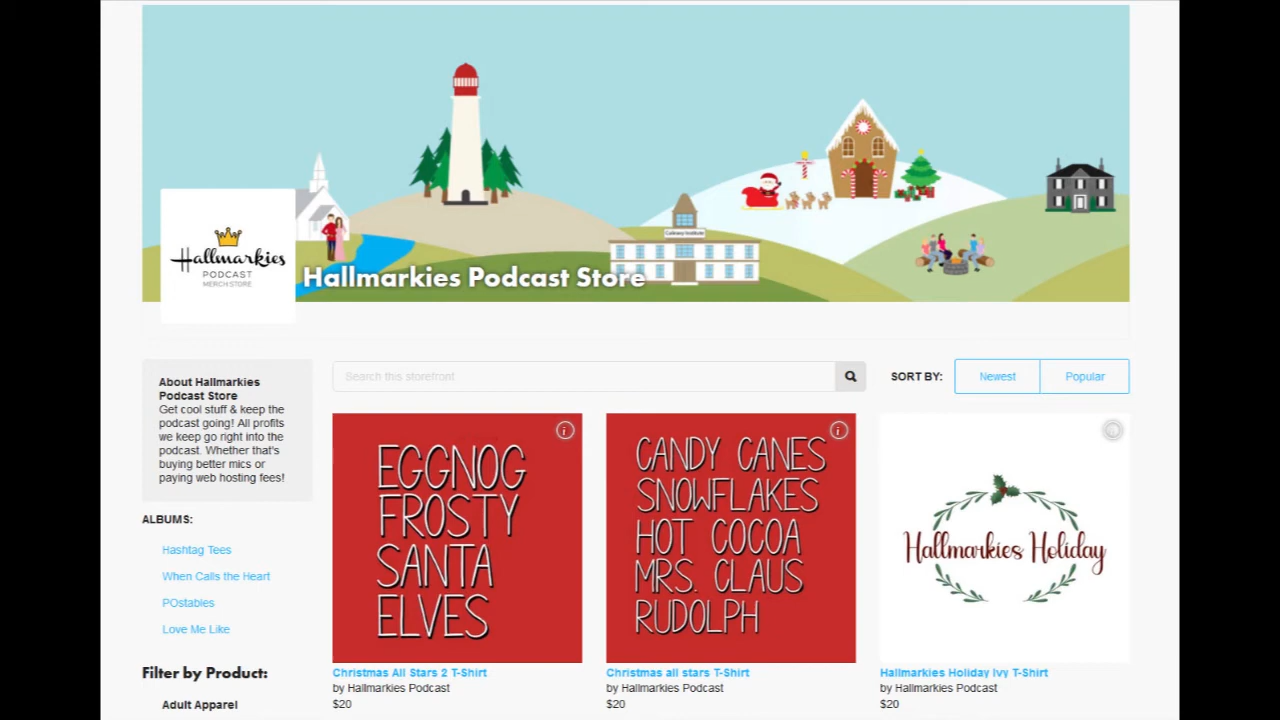 Culinary Institute
Hallmarkies
PODCAST
MERCH STORE
Hallmarkies Podcast Store
About Hallmarkies
Podcast Store
Get cool stuff & keep the
podcast going! All profits
we keep go right into the
podcast. Whether that's
buying better mics or
paying web hosting fees!
Search this storefront
SORT BY:
Newest
Popular
ALBUMS:
Hashtag Tees
When Calls the Heart
POstables
Love Me Like
Filter by Product:
Adult Apparel
EGGNOG
FROSTY
SANTA
ELVES
Christmas All Stars 2 T-Shirt
by Hallmarkies Podcast
$20
CANDY CANES
SNOWFLAKES
HOT COCOA
MRS. CLAUS
RUDOLPH
Christmas all stars T-Shirt
by Hallmarkies Podcast
$20
Hallmarkies Holiday
Hallmarkies Holiday Ivy T-Shirt
by Hallmarkies Podcast
$20